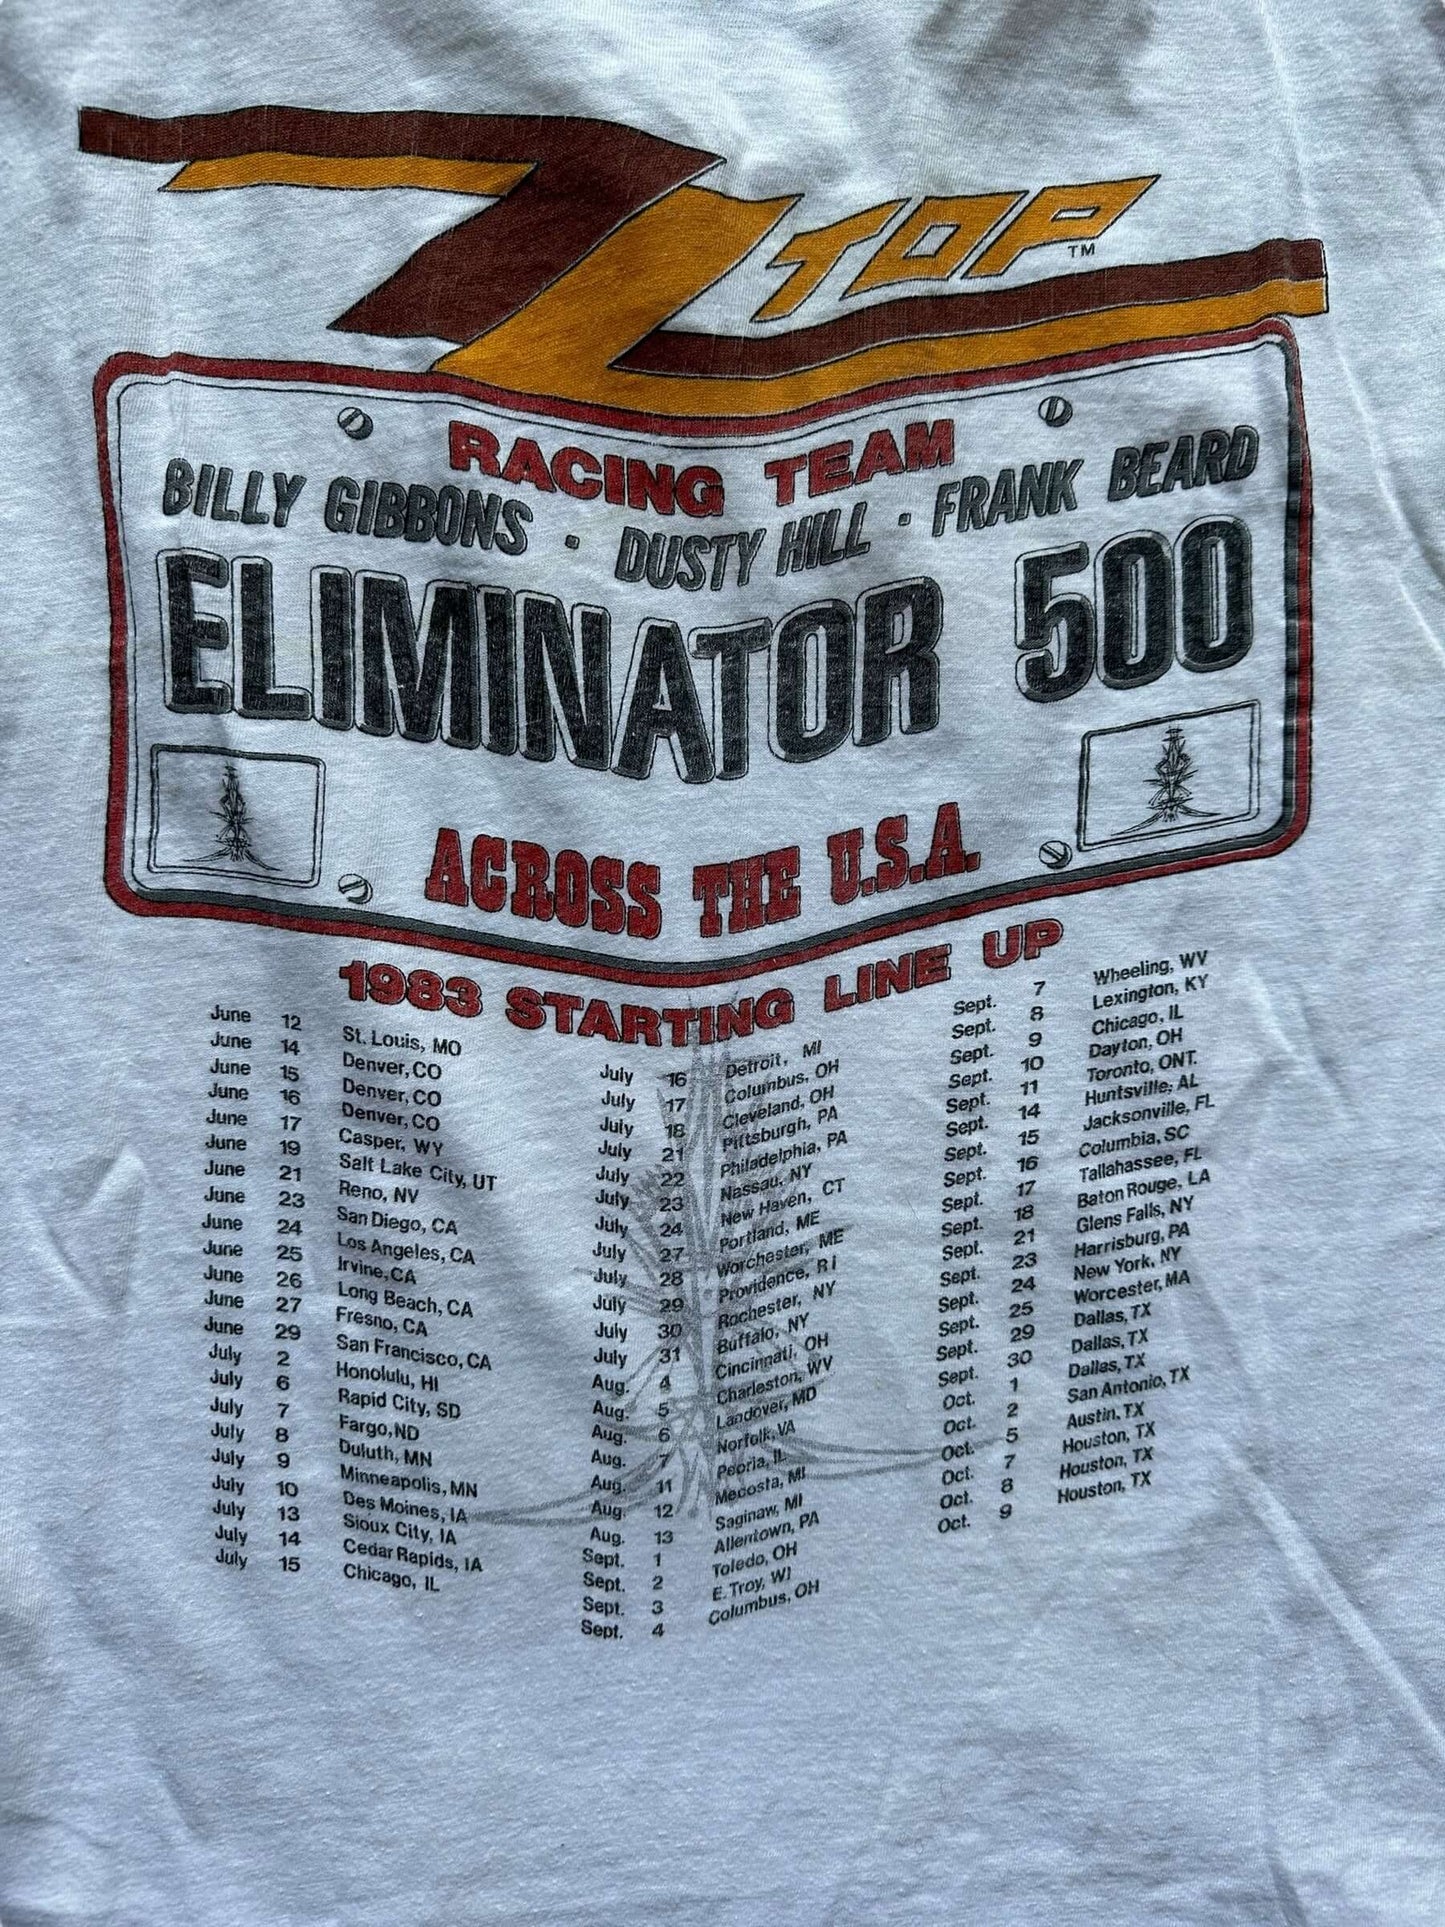 ZZ TOP TM
RACING TEAM
BILLY GIBBONS · DUSTY HILL · FRANK BEARD
ELIMINATOR 500
ACROSS THE U.S.A.
1983 STARTING LINE UP
June 12 St. Louis, MO
June 14 Denver, CO
June 15 Denver, CO
June 16 Denver, CO
June 17 Casper, WY
June 19 Salt Lake City, UT
June 21 Reno, NV
June 23 San Diego, CA
June 24 Los Angeles, CA
June 25 Irvine, CA
June 26 Long Beach, CA
June 27 Fresno, CA
June 29 San Francisco, CA
July 2 Honolulu, HI
July 6 Rapid City, SD
July 7 Fargo, ND
July 8 Duluth, MN
July 9 Minneapolis, MN
July 10 Des Moines, IA
July 13 Sioux City, IA
July 14 Cedar Rapids, IA
July 15 Chicago, IL
July 16 Detroit, MI
July 17 Columbus, OH
July 18 Cleveland, OH
July 21 Pittsburgh, PA
July 22 Philadelphia, PA
July 23 Nassau, NY
July 24 New Haven, CT
July 27 Portland, ME
July 28 Worchester, ME
July 29 Providence, RI
July 30 Rochester, NY
July 31 Buffalo, NY
Aug. 4 Cincinnati, OH
Aug. 5 Charleston, WV
Aug. 6 Landover, MD
Aug. 7 Norfolk, VA
Aug. 11 Peoria, IL
Aug. 12 Mecosta, MI
Aug. 13 Saginaw, MI
Sept. 1 Allentown, PA
Sept. 2 Toledo, OH
Sept. 3 E. Troy, WI
Sept. 4 Columbus, OH
Sept. 7 Wheeling, WV
Sept. 8 Lexington, KY
Sept. 9 Chicago, IL
Sept. 10 Dayton, OH
Sept. 11 Toronto, ONT.
Sept. 14 Huntsville, AL
Sept. 15 Jacksonville, FL
Sept. 16 Columbia, SC
Sept. 17 Tallahassee, FL
Sept. 18 Baton Rouge, LA
Sept. 21 Glens Falls, NY
Sept. 23 Harrisburg, PA
Sept. 24 New York, NY
Sept. 25 Worcester, MA
Sept. 29 Dallas, TX
Sept. 30 Dallas, TX
Oct. 1 Dallas, TX
Oct. 2 San Antonio, TX
Oct. 5 Austin, TX
Oct. 7 Houston, TX
Oct. 8 Houston, TX
Oct. 9 Houston, TX